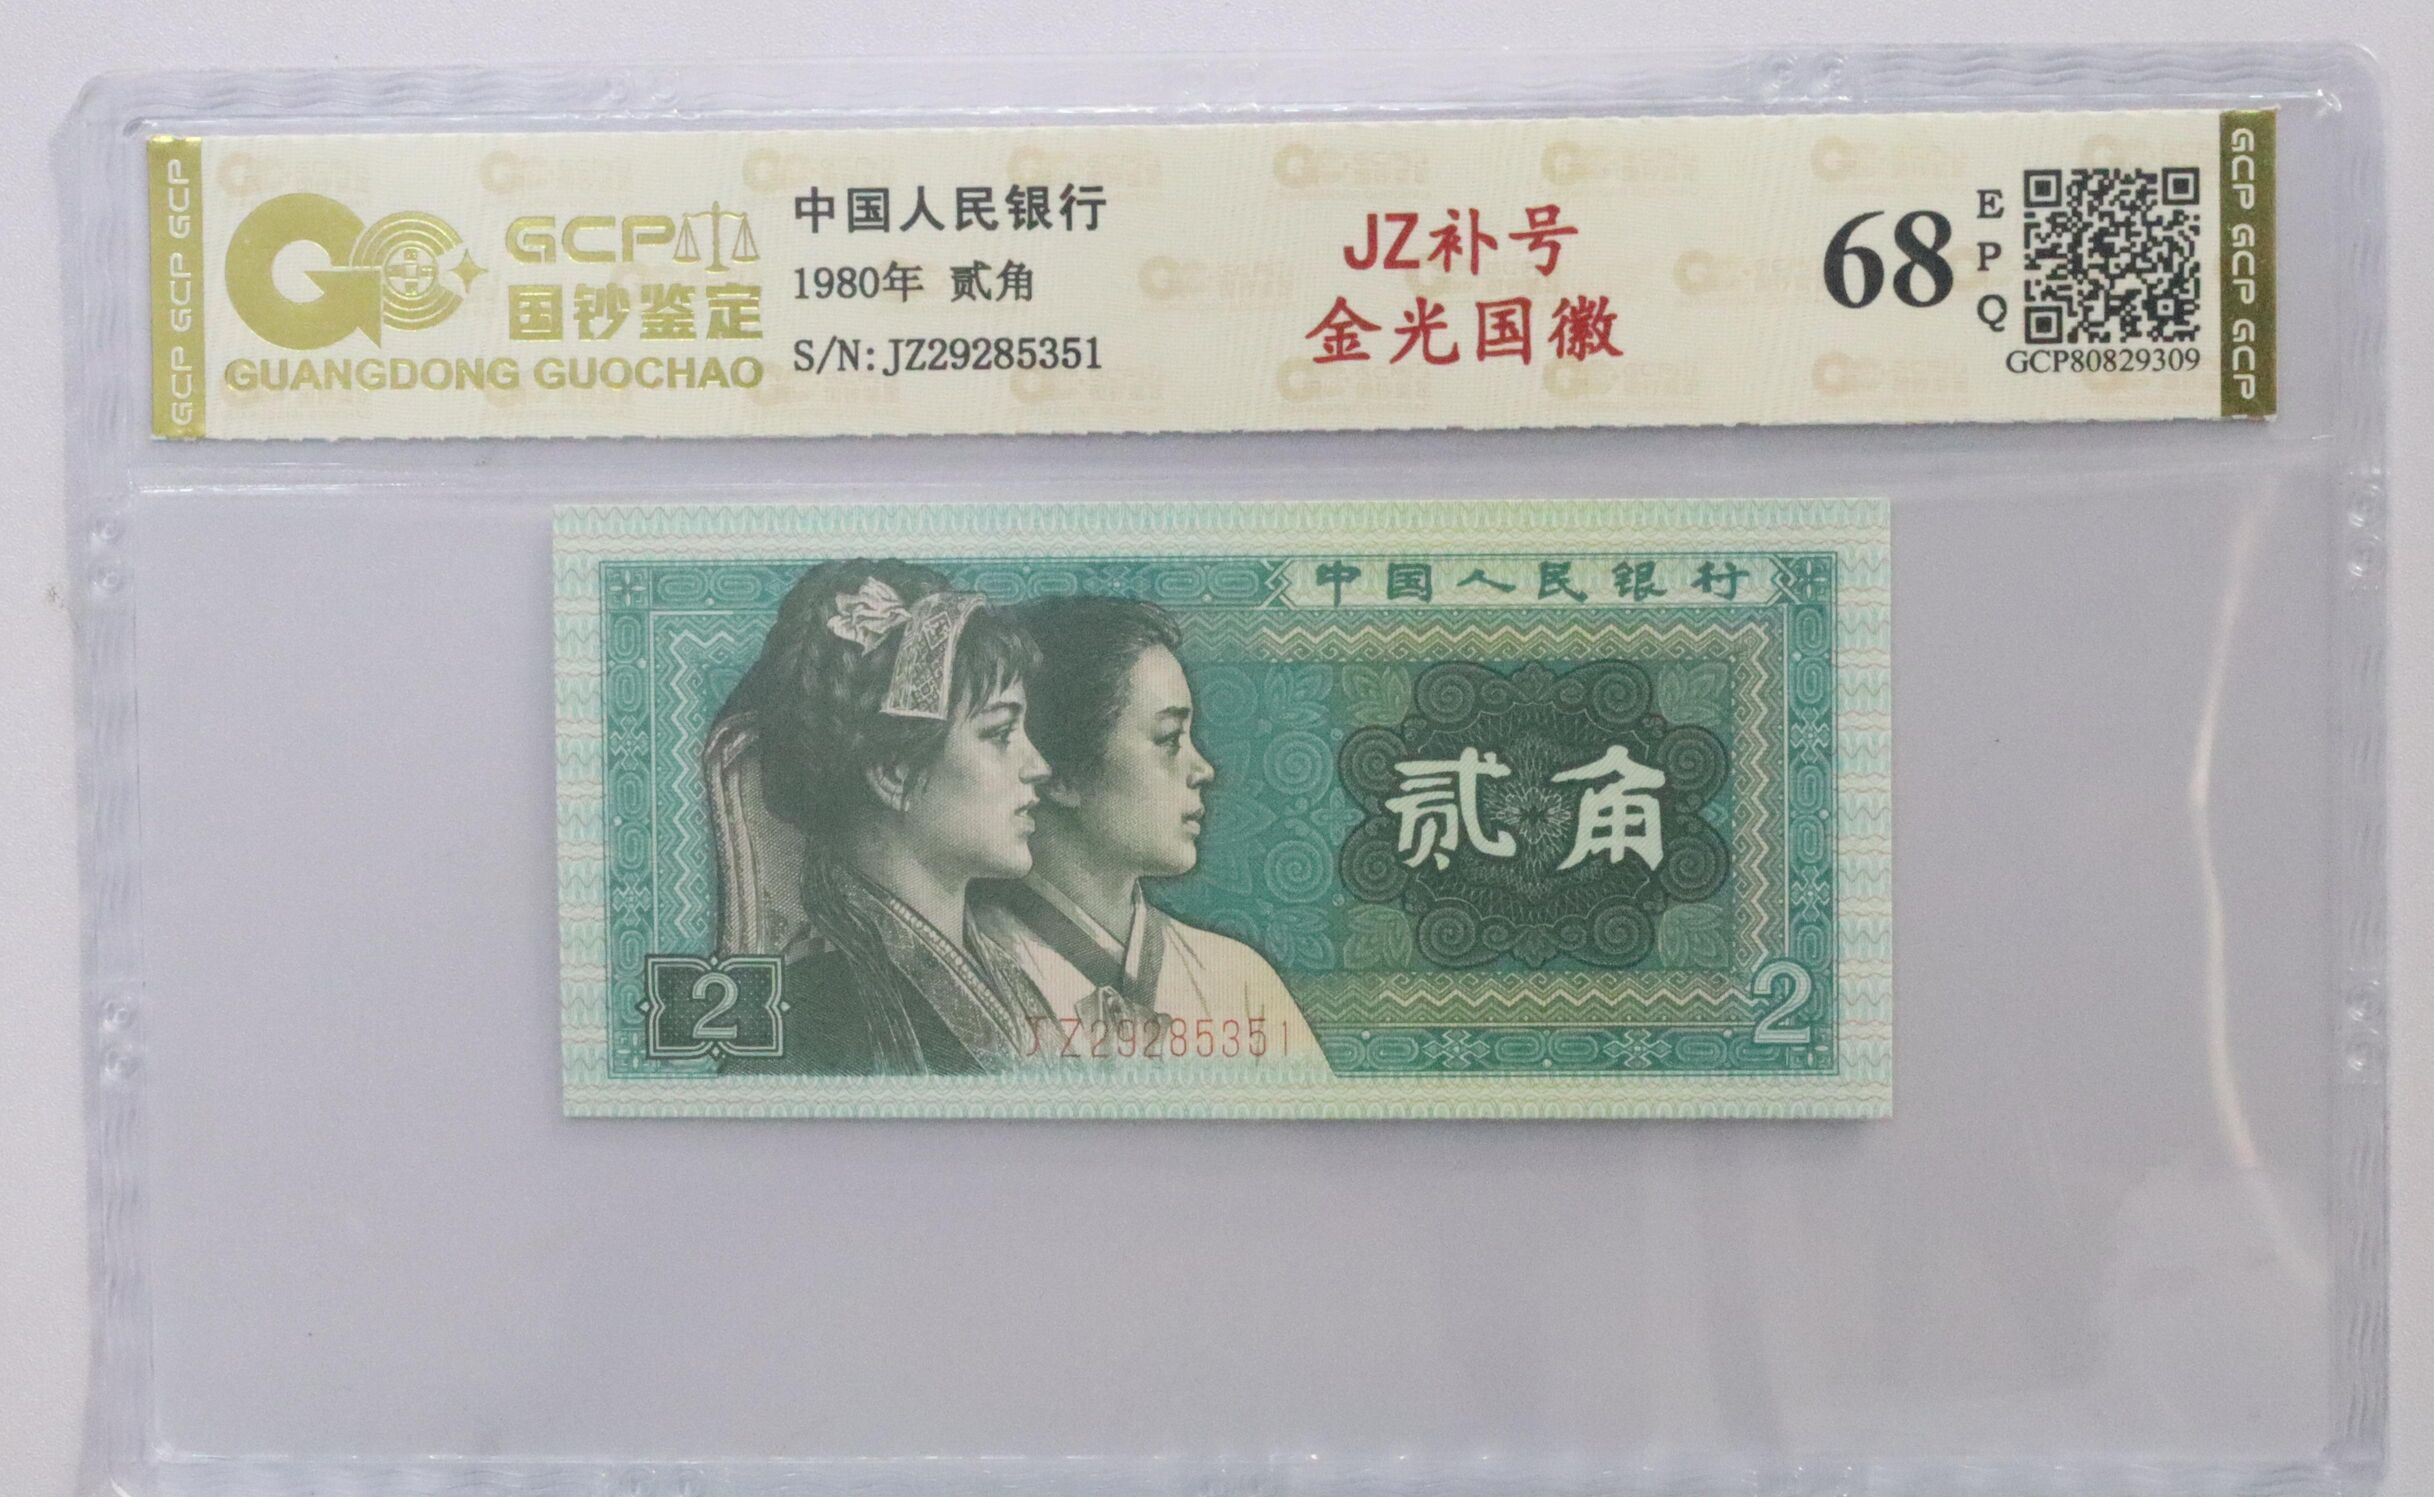 GCP GCP GCP
GCP
国钞鉴定
GUANGDONG GUOCHAO
中国人民银行
1980年 贰角
S/N:JZ29285351
JZ补号
金光国徽
68
EPQ
GCP80829309
GCP GCP GCP
中国人民银行
贰角
2
JZ29285351
2